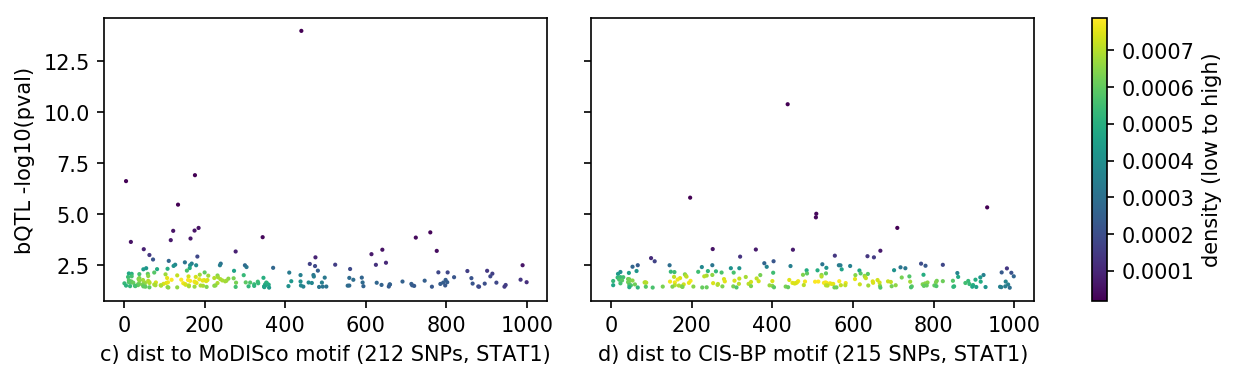 bQTL -log10(pval)
12.5
10.0
7.5
5.0
2.5
0 200 400 600 800 1000
c) dist to MoDISco motif (212 SNPs, STAT1)
0 200 400 600 800 1000
d) dist to CIS-BP motif (215 SNPs, STAT1)
0.0007
0.0006
0.0005
0.0004
0.0003
0.0002
0.0001
density (low to high)